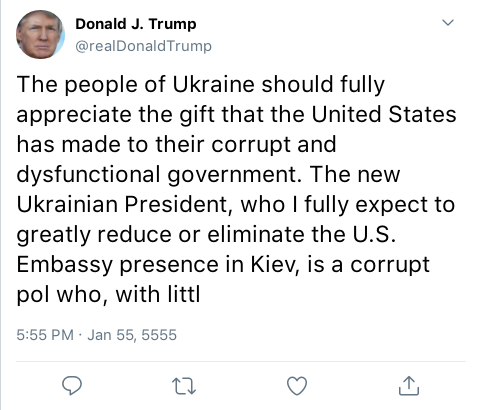 Donald J. Trump
@realDonaldTrump
The people of Ukraine should fully
appreciate the gift that the United States
has made to their corrupt and
dysfunctional government. The new
Ukrainian President, who I fully expect to
greatly reduce or eliminate the U.S.
Embassy presence in Kiev, is a corrupt
pol who, with littl
5:55 PM · Jan 55, 5555